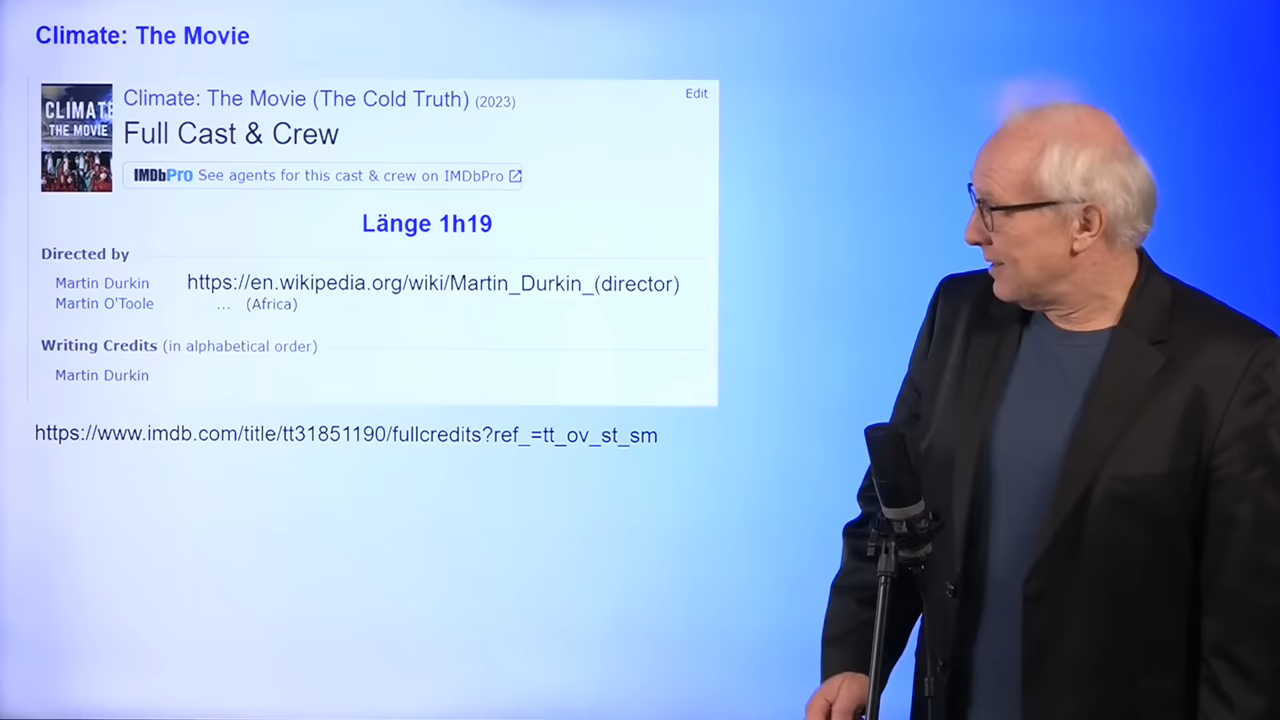 Climate: The Movie
CLIMATE
THE MOVIE
Climate: The Movie (The Cold Truth) (2023)
Edit
Full Cast & Crew
IMDbPro See agents for this cast & crew on IMDbPro
Länge 1h19
Directed by
Martin Durkin https://en.wikipedia.org/wiki/Martin_Durkin_(director)
Martin O'Toole ... (Africa)
Writing Credits (in alphabetical order)
Martin Durkin
https://www.imdb.com/title/tt31851190/fullcredits?ref_=tt_ov_st_sm